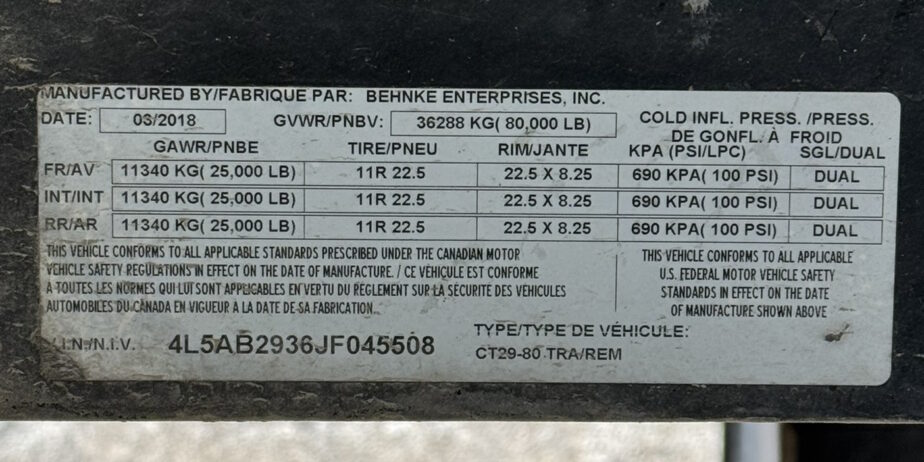 MANUFACTURED BY/FABRIQUE PAR: BEHNKE ENTERPRISES, INC.
DATE: 03/2018 GVWR/PNBV: 36288 KG( 80,000 LB)
COLD INFL. PRESS. /PRESS.
DE GONFL. À FROID
GAWR/PNBE TIRE/PNEU RIM/JANTE KPA (PSI/LPC) SGL/DUAL
FR/AV 11340 KG( 25,000 LB) 11R 22.5 22.5 X 8.25 690 KPA( 100 PSI) DUAL
INT/INT 11340 KG( 25,000 LB) 11R 22.5 22.5 X 8.25 690 KPA( 100 PSI) DUAL
RR/AR 11340 KG( 25,000 LB) 11R 22.5 22.5 X 8.25 690 KPA( 100 PSI) DUAL
THIS VEHICLE CONFORMS TO ALL APPLICABLE STANDARDS PRESCRIBED UNDER THE CANADIAN MOTOR
VEHICLE SAFETY REGULATIONS IN EFFECT ON THE DATE OF MANUFACTURE. / CE VÉHICULE EST CONFORME
À TOUTES LES NORMES QUI LUI SONT APPLICABLES EN VERTU DU RÈGLEMENT SUR LA SÉCURITÉ DES VÉHICULES
AUTOMOBILES DU CANADA EN VIGUEUR À LA DATE DE SA FABRICATION.
THIS VEHICLE CONFORMS TO ALL APPLICABLE
U.S. FEDERAL MOTOR VEHICLE SAFETY
STANDARDS IN EFFECT ON THE DATE
OF MANUFACTURE SHOWN ABOVE
V.I.N./N.I.V. 4L5AB2936JF045508
TYPE/TYPE DE VÉHICULE:
CT29-80 TRA/REM